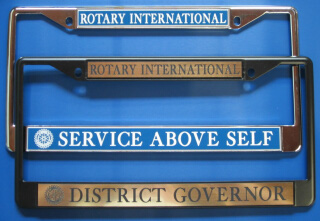 ROTARY INTERNATIONAL
ROTARY INTERNATIONAL
SERVICE ABOVE SELF
DISTRICT GOVERNOR